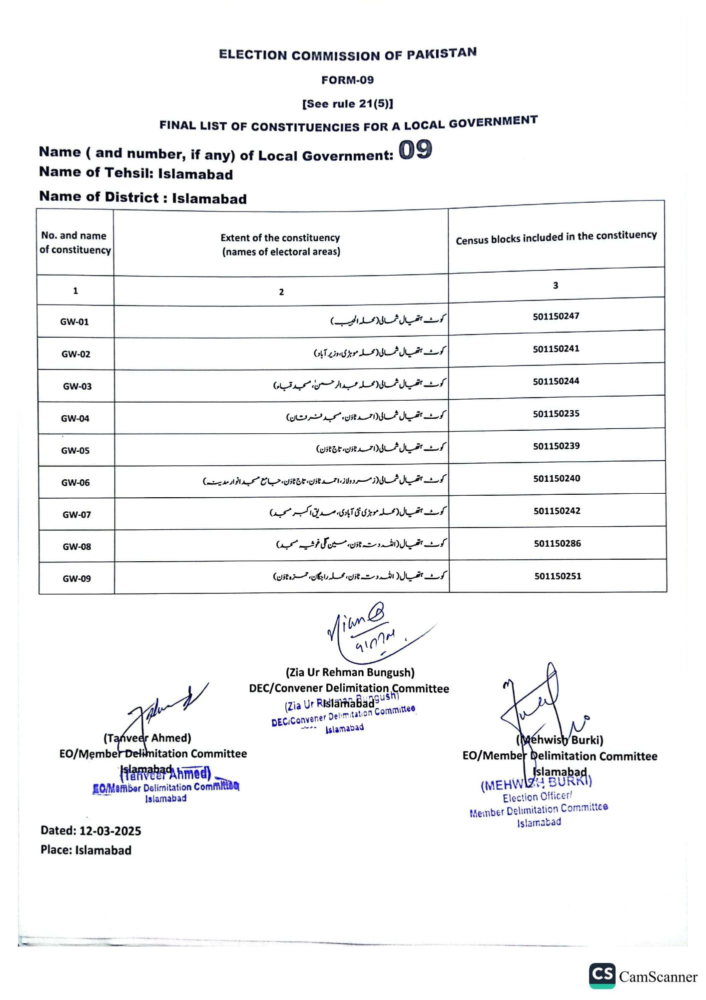 ELECTION COMMISSION OF PAKISTAN
FORM-09
[See rule 21(5)]
FINAL LIST OF CONSTITUENCIES FOR A LOCAL GOVERNMENT
Name ( and number, if any) of Local Government: 09
Name of Tehsil: Islamabad
Name of District : Islamabad
No. and name of constituency | Extent of the constituency (names of electoral areas) | Census blocks included in the constituency
1 | 2 | 3
GW-01 | کوٹ ہتھیال شمالی(محلہ الحبیب) | 501150247
GW-02 | کوٹ ہتھیال شمالی(محلہ موہڑی،وزیر آباد) | 501150241
GW-03 | کوٹ ہتھیال شمالی(محلہ عبدالرحمٰن، مسجد قباء) | 501150244
GW-04 | کوٹ ہتھیال شمالی(احمد ٹاؤن، مسجد فرقان) | 501150235
GW-05 | کوٹ ہتھیال شمالی(احمد ٹاؤن، تاج ٹاؤن) | 501150239
GW-06 | کوٹ ہتھیال شمالی(زمرد ولاز، احمد ٹاؤن، تاج ٹاؤن، جامع مسجد انوار مدینہ) | 501150240
GW-07 | کوٹ ہتھیال(محلہ موہڑی نئی آبادی، صدیق اکبر مسجد) | 501150242
GW-08 | کوٹ ہتھیال(اللہ دتہ ٹاؤن، مین گلی غوثیہ مسجد) | 501150286
GW-09 | کوٹ ہتھیال( اللہ دتہ ٹاؤن، محلہ راجگان، حمزہ ٹاؤن) | 501150251
(Zia Ur Rehman Bungush)
DEC/Convener Delimitation Committee
Islamabad
(Zia Ur Rehman Bungush)
DEC/Convener Delimitation Committee
Islamabad
(Tanveer Ahmed)
EO/Member Delimitation Committee
Islamabad
(Tanveer Ahmed)
EO/Member Delimitation Committee
Islamabad
(Mehwish Burki)
EO/Member Delimitation Committee
Islamabad
(MEHWISH BURKI)
Election Officer/
Member Delimitation Committee
Islamabad
Dated: 12-03-2025
Place: Islamabad
CS CamScanner